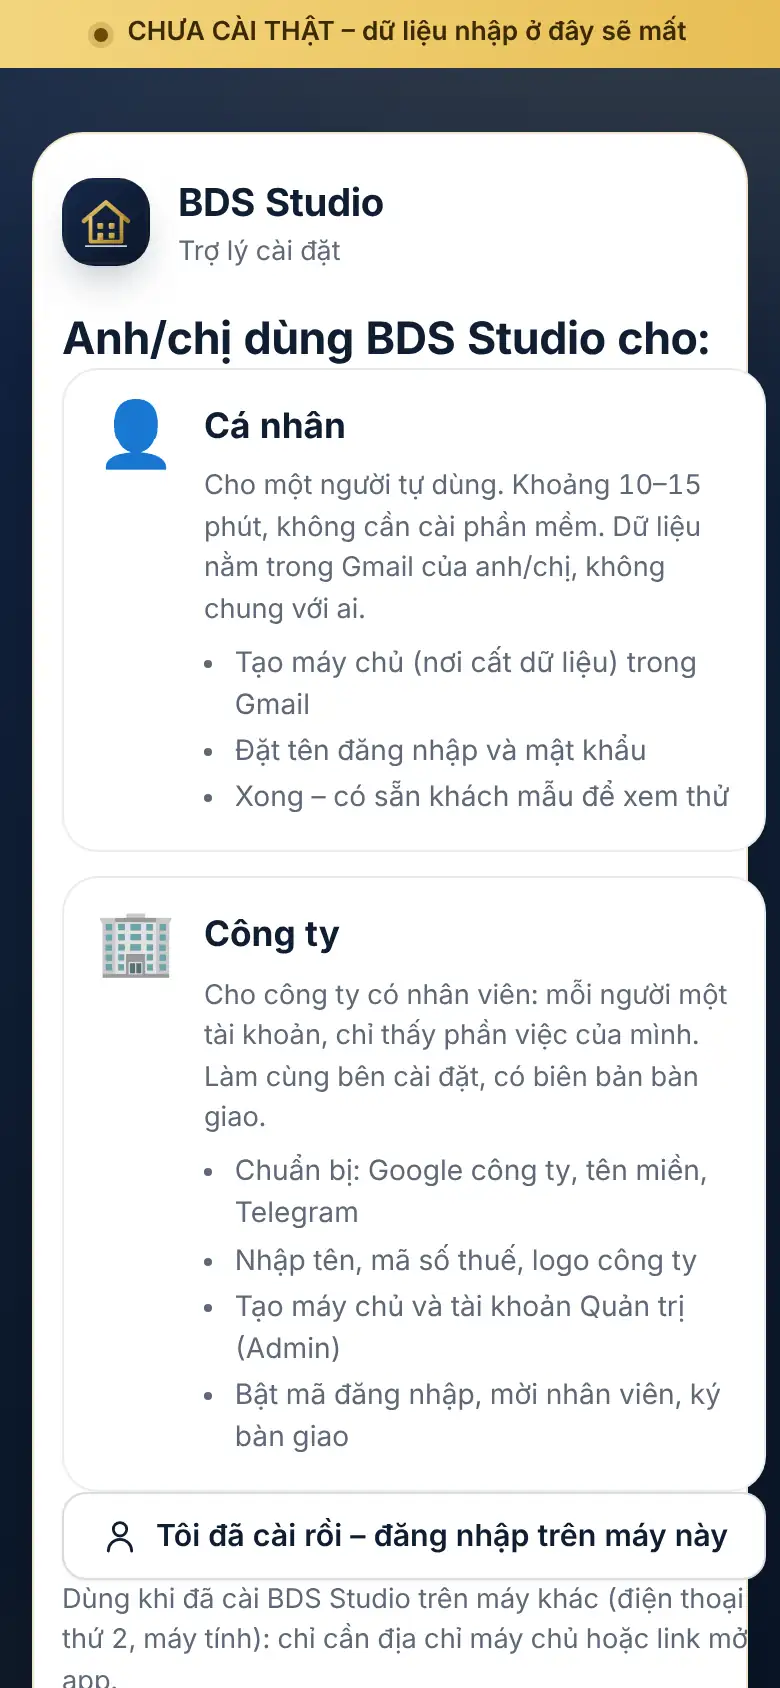 CHƯA CÀI THẬT – dữ liệu nhập ở đây sẽ mất
BDS Studio
Trợ lý cài đặt
Anh/chị dùng BDS Studio cho:
Cá nhân
Cho một người tự dùng. Khoảng 10–15
phút, không cần cài phần mềm. Dữ liệu
nằm trong Gmail của anh/chị, không
chung với ai.
• Tạo máy chủ (nơi cất dữ liệu) trong
Gmail
• Đặt tên đăng nhập và mật khẩu
• Xong – có sẵn khách mẫu để xem thử
Công ty
Cho công ty có nhân viên: mỗi người một
tài khoản, chỉ thấy phần việc của mình.
Làm cùng bên cài đặt, có biên bản bàn
giao.
• Chuẩn bị: Google công ty, tên miền,
Telegram
• Nhập tên, mã số thuế, logo công ty
• Tạo máy chủ và tài khoản Quản trị
(Admin)
• Bật mã đăng nhập, mời nhân viên, ký
bàn giao
Tôi đã cài rồi – đăng nhập trên máy này
Dùng khi đã cài BDS Studio trên máy khác (điện thoại
thứ 2, máy tính): chỉ cần địa chỉ máy chủ hoặc link mở
app.